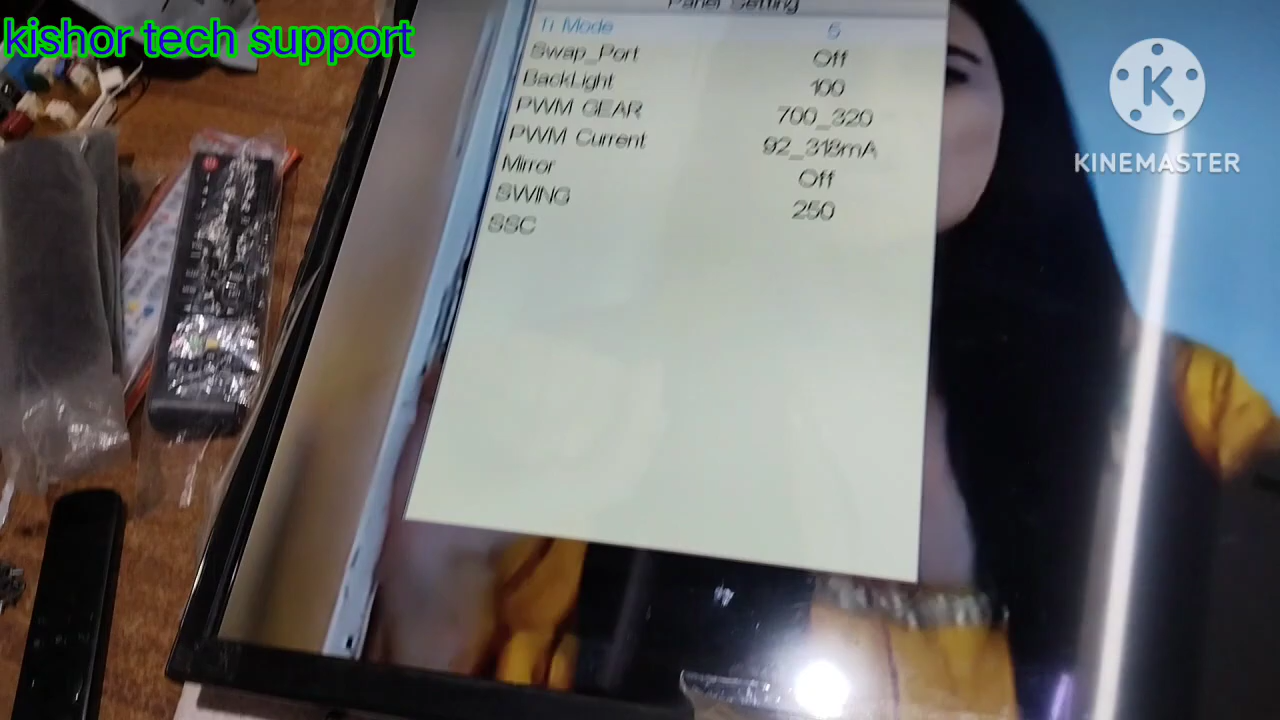 kishor tech support
Panel Setting
Ti Mode 5
Swap_Port Off
BackLight 100
PWM GEAR 700_320
PWM Current 92_318mA
Mirror Off
SWING 250
SSC
K
KINEMASTER